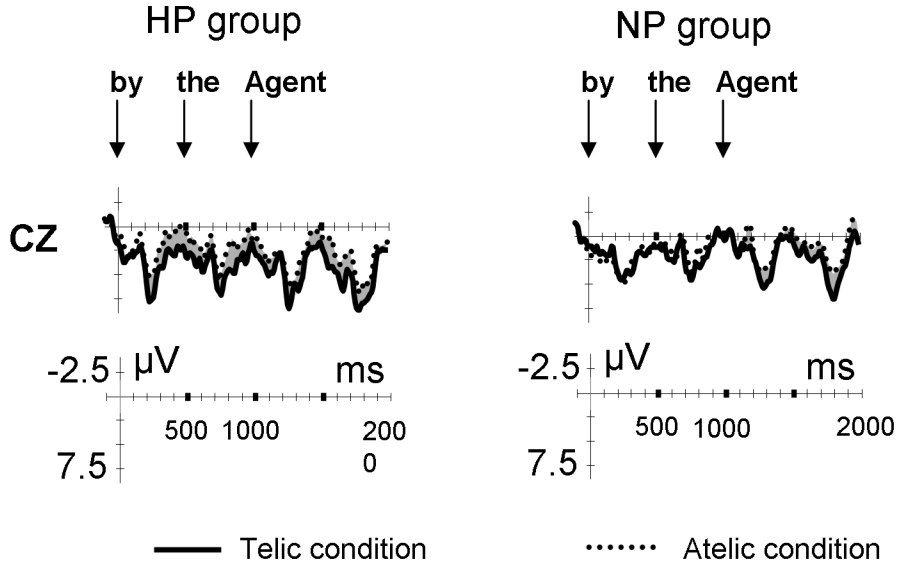 HP group
NP group
by the Agent
by the Agent
CZ
-2.5 µV ms
-2.5 µV ms
500 1000 200
0
500 1000 2000
7.5
7.5
Telic condition
Atelic condition